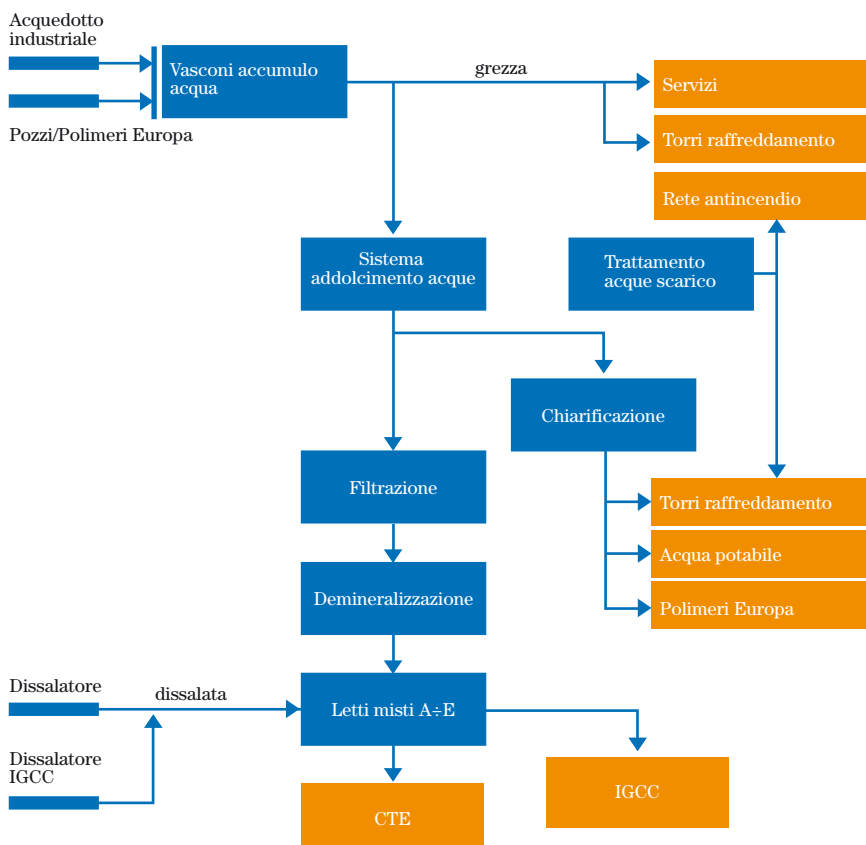 Acquedotto
industriale
Vasconi accumulo
acqua
grezza
Servizi
Pozzi/Polimeri Europa
Torri raffreddamento
Rete antincendio
Sistema
addolcimento acque
Trattamento
acque scarico
Chiarificazione
Filtrazione
Torri raffreddamento
Acqua potabile
Demineralizzazione
Polimeri Europa
Dissalatore
dissalata
Letti misti A÷E
Dissalatore
IGCC
CTE
IGCC